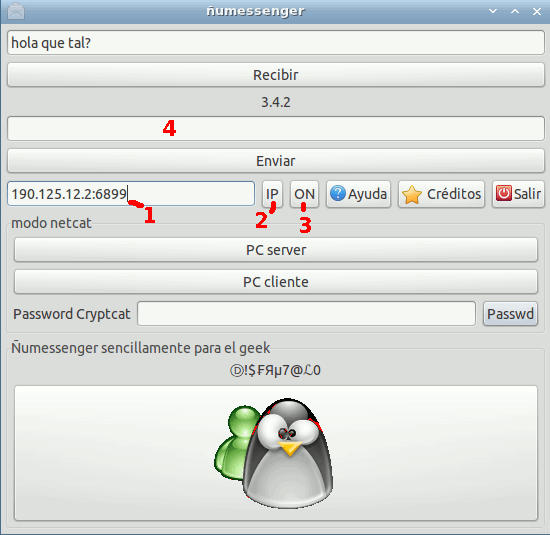 ñumessenger
hola que tal?
Recibir
3.4.2
4
Enviar
190.125.12.2:6899 IP ON Ayuda Créditos Salir
1 2 3
modo netcat
PC server
PC cliente
Password Cryptcat Passwd
Ñumessenger sencillamente para el geek
Ⓓ!$ҒЯµ7@ℒ0